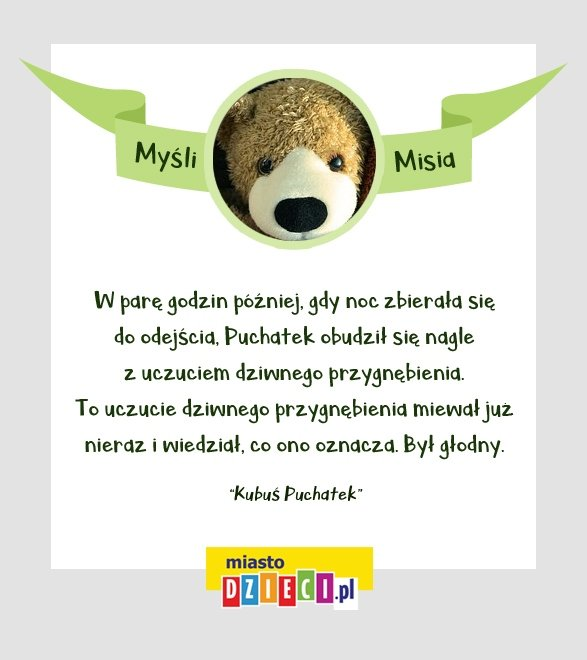 Myśli Misia
W parę godzin później, gdy noc zbierała się
do odejścia, Puchatek obudził się nagle
z uczuciem dziwnego przygnębienia.
To uczucie dziwnego przygnębienia miewał już
nieraz i wiedział, co ono oznacza. Był głodny.
"Kubuś Puchatek"
miasto
DZIECI.pl